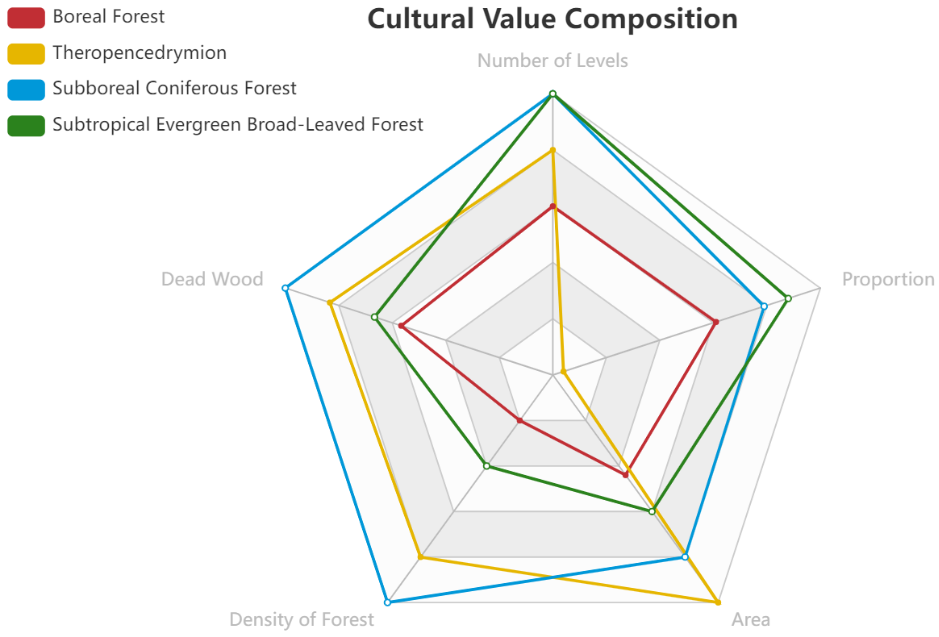 Cultural Value Composition
Boreal Forest
Theropencedrymion
Subboreal Coniferous Forest
Subtropical Evergreen Broad-Leaved Forest
Number of Levels
Dead Wood
Proportion
Density of Forest
Area